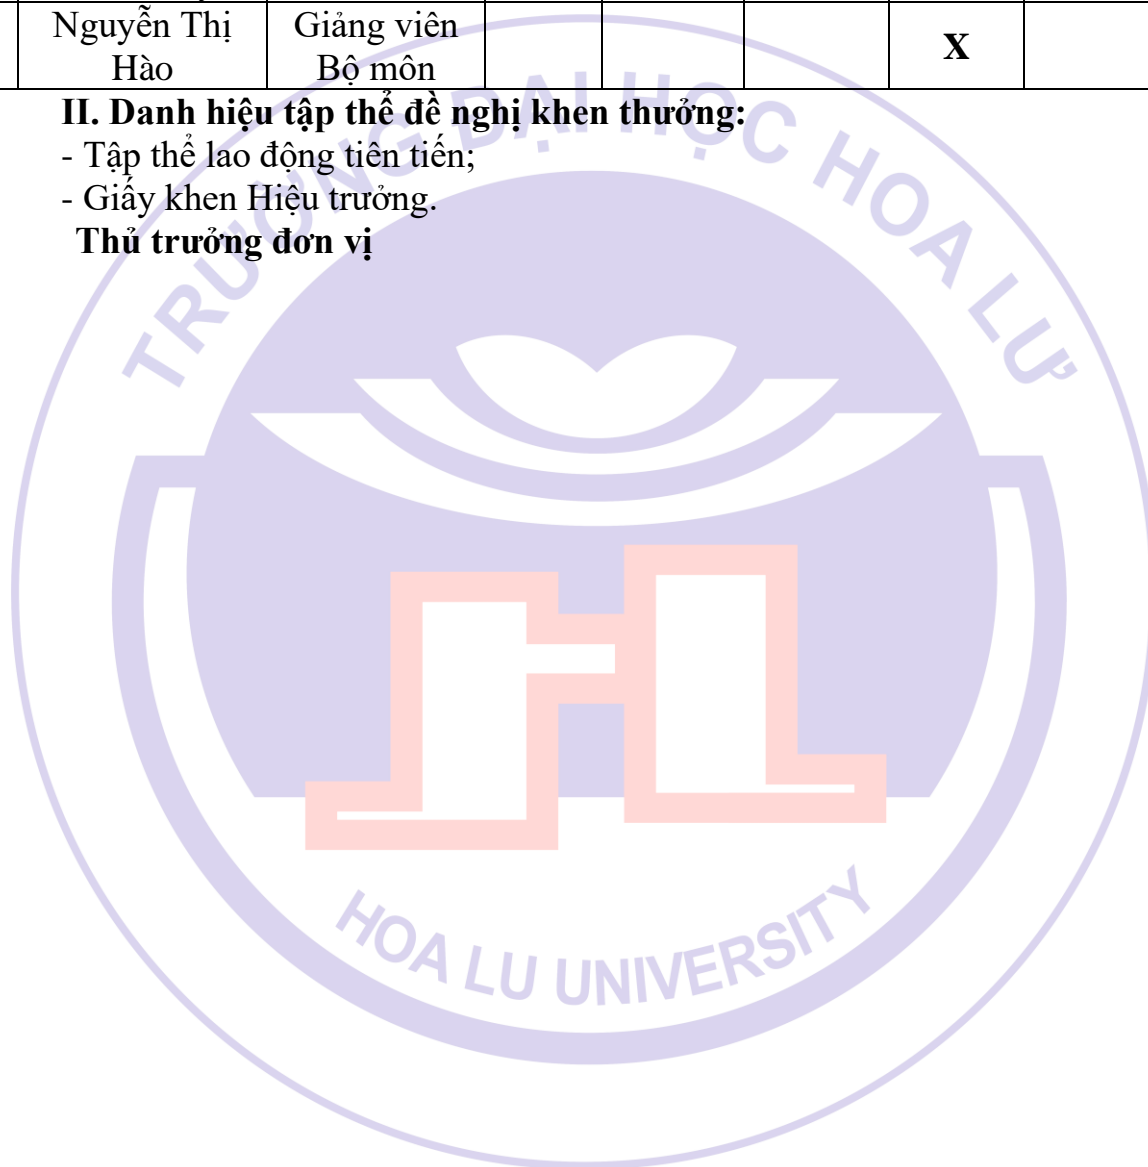 Nguyễn Thị
Hào
Giảng viên
Bộ môn
X
II. Danh hiệu tập thể đề nghị khen thưởng:
- Tập thể lao động tiên tiến;
- Giấy khen Hiệu trưởng.
Thủ trưởng đơn vị
TRƯỜNG ĐẠI HỌC HOA LƯ
HOA LU UNIVERSITY